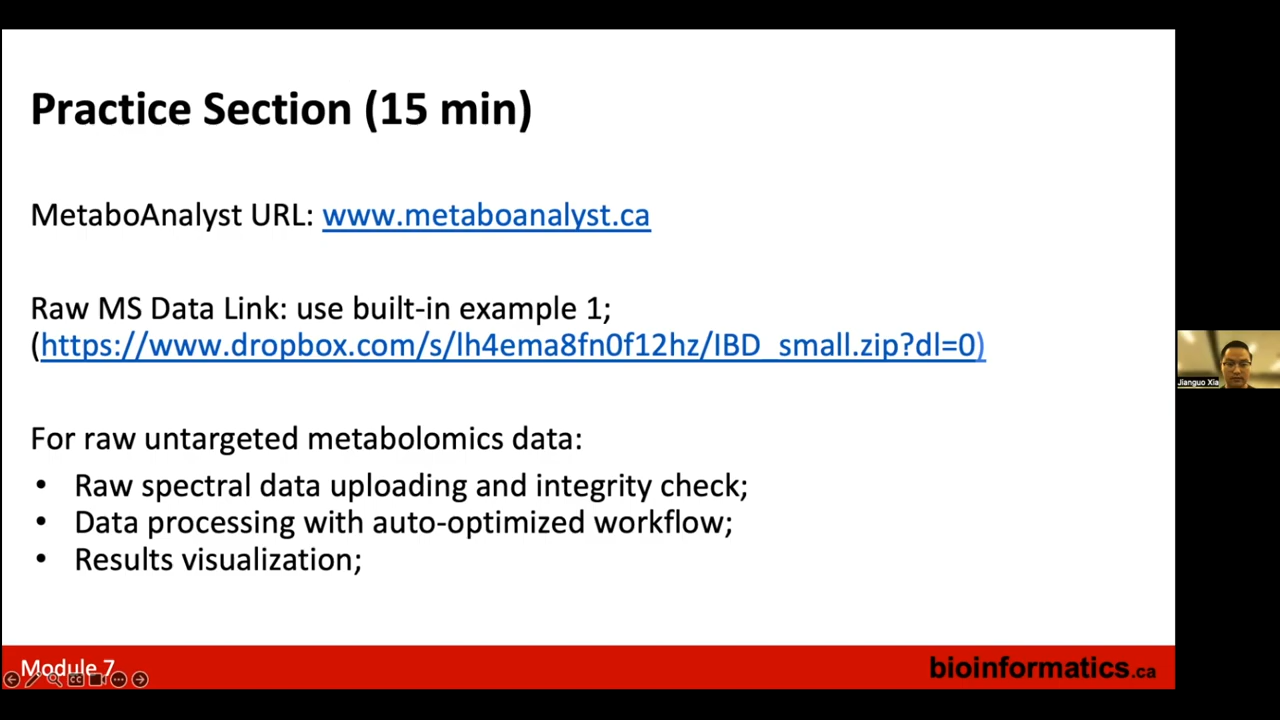 Practice Section (15 min)
MetaboAnalyst URL: www.metaboanalyst.ca
Raw MS Data Link: use built-in example 1;
(https://www.dropbox.com/s/lh4ema8fn0f12hz/IBD_small.zip?dl=0)
Jianguo Xia
For raw untargeted metabolomics data:
• Raw spectral data uploading and integrity check;
• Data processing with auto-optimized workflow;
• Results visualization;
Module 7
bioinformatics.ca
CC